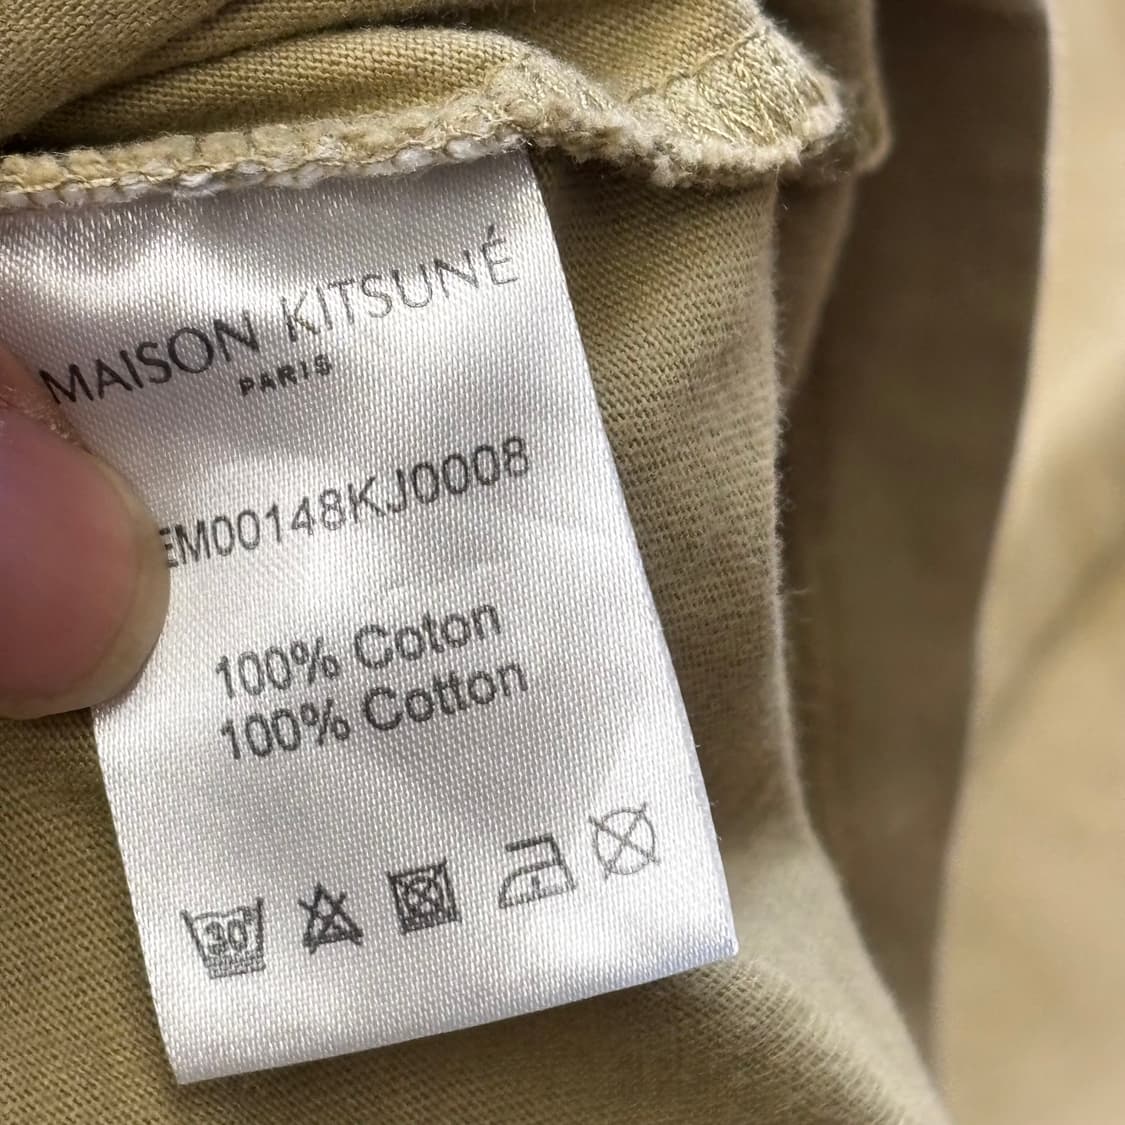 MAISON KITSUNÉ
PARIS
EM00148KJ0008
100% Coton
100% Cotton
30°